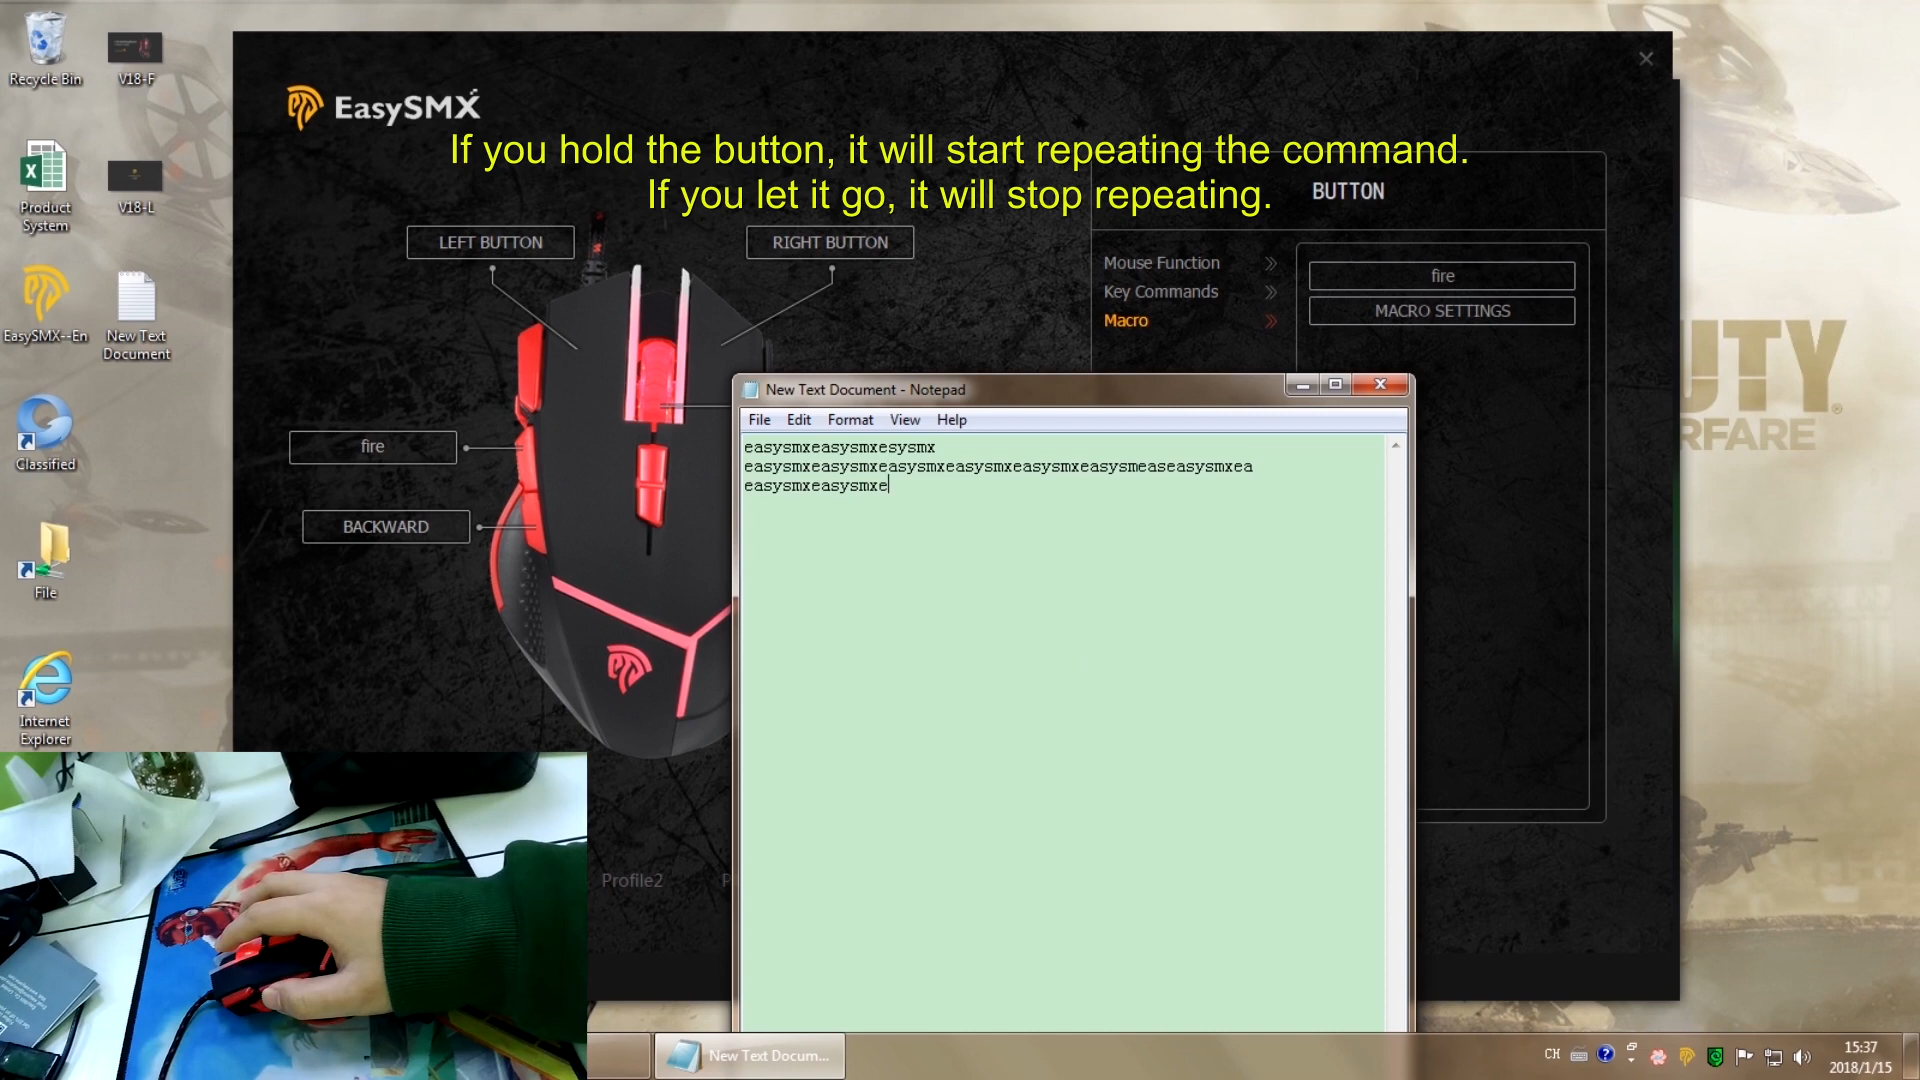 Recycle Bin
V18-F
Product
System
V18-L
EasySMX--En
New Text
Document
Classified
File
Internet
Explorer
EasySMX
If you hold the button, it will start repeating the command.
If you let it go, it will stop repeating.
BUTTON
LEFT BUTTON
RIGHT BUTTON
Mouse Function
Key Commands
Macro
fire
MACRO SETTINGS
fire
BACKWARD
New Text Document - Notepad
File Edit Format View Help
easysmxeasysmxesysmx
easysmxeasysmxeasysmxeasysmxeasysmxeasysmeaseasysmxea
easysmxeasysmxe
UTY
RFARE
Profile2
P
New Text Docum...
CH
15:37
2018/1/15